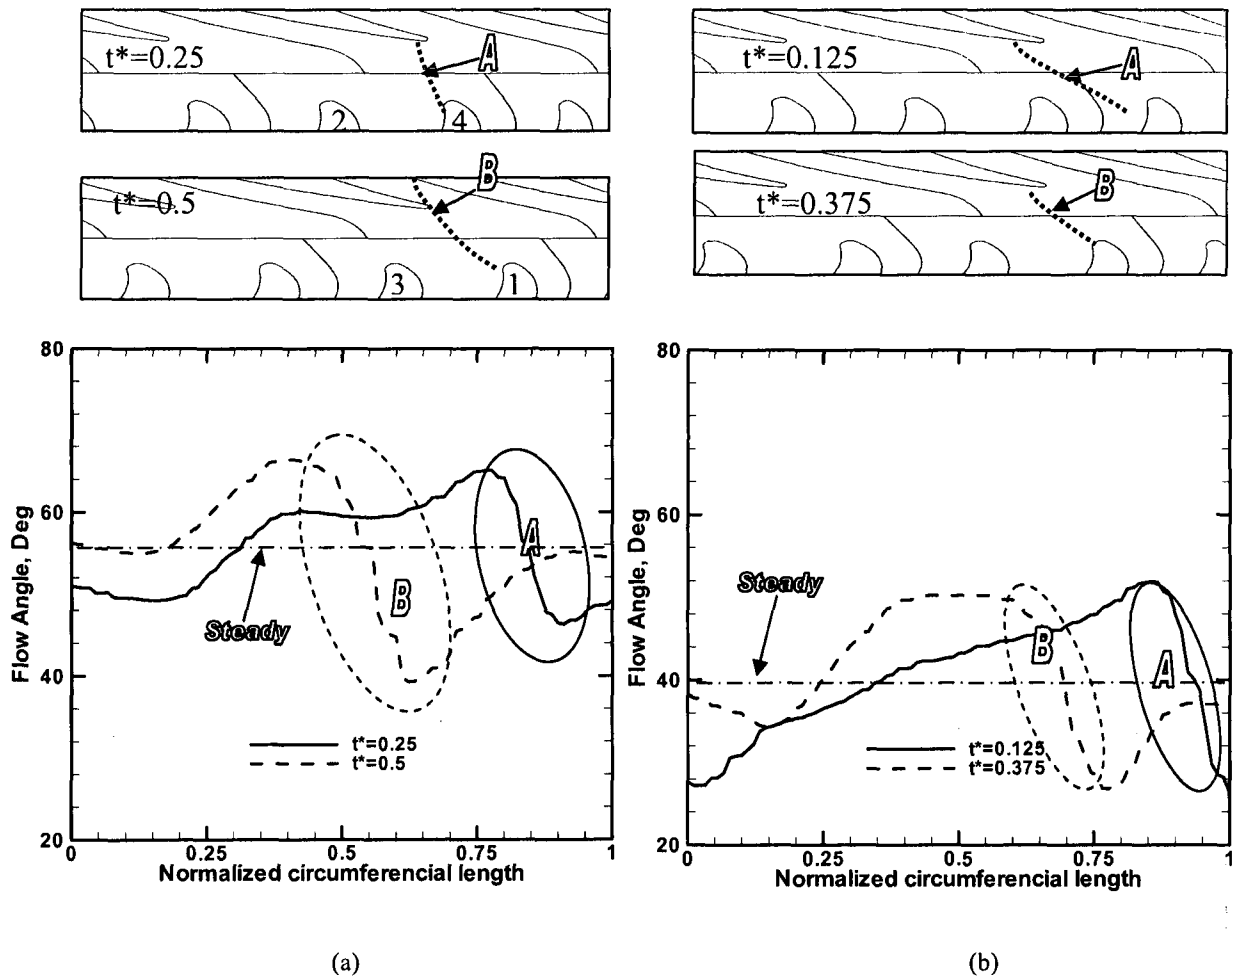 t*=0.25
A
2
4
B
t*=0.5
3
1
t*=0.125
A
B
t*=0.375
80
60
40
20
Flow Angle, Deg
Steady
B
A
t*=0.25
t*=0.5
0
0.25
0.5
0.75
1
Normalized circumferencial length
(a)
80
60
40
20
Flow Angle, Deg
Steady
B
A
t*=0.125
t*=0.375
0
0.25
0.5
0.75
1
Normalized circumferencial length
(b)